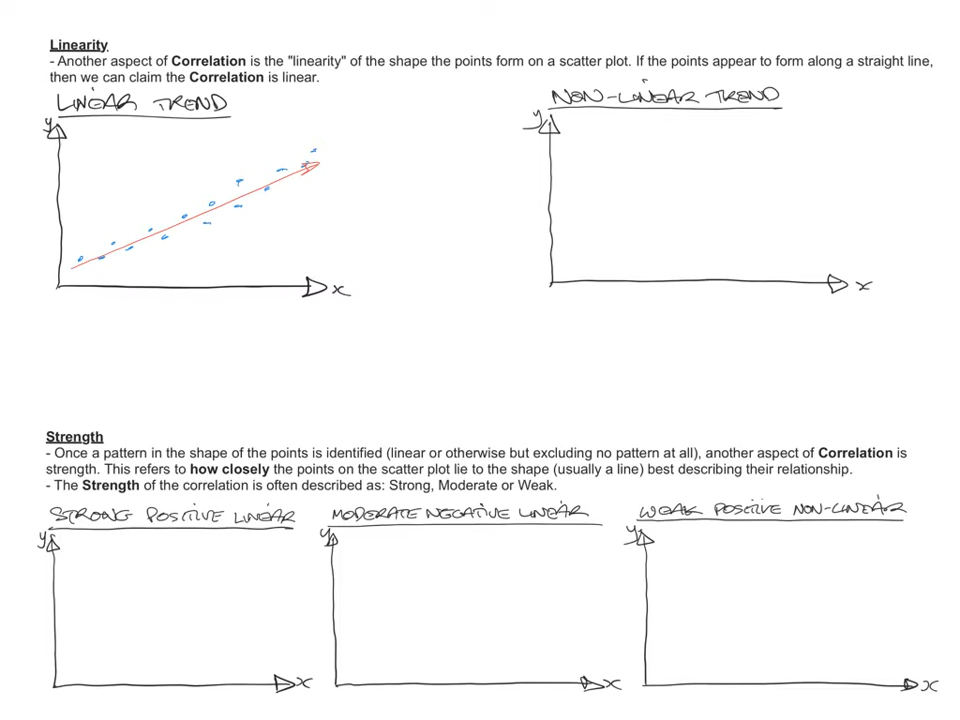 Linearity
- Another aspect of Correlation is the "linearity" of the shape the points form on a scatter plot. If the points appear to form along a straight line,
then we can claim the Correlation is linear.
LINEAR TREND
NON-LINEAR TREND
y
y
x
x
Strength
- Once a pattern in the shape of the points is identified (linear or otherwise but excluding no pattern at all), another aspect of Correlation is
strength. This refers to how closely the points on the scatter plot lie to the shape (usually a line) best describing their relationship.
- The Strength of the correlation is often described as: Strong, Moderate or Weak.
STRONG POSITIVE LINEAR
MODERATE NEGATIVE LINEAR
WEAK POSITIVE NON-LINEAR
y
y
y
x
x
x